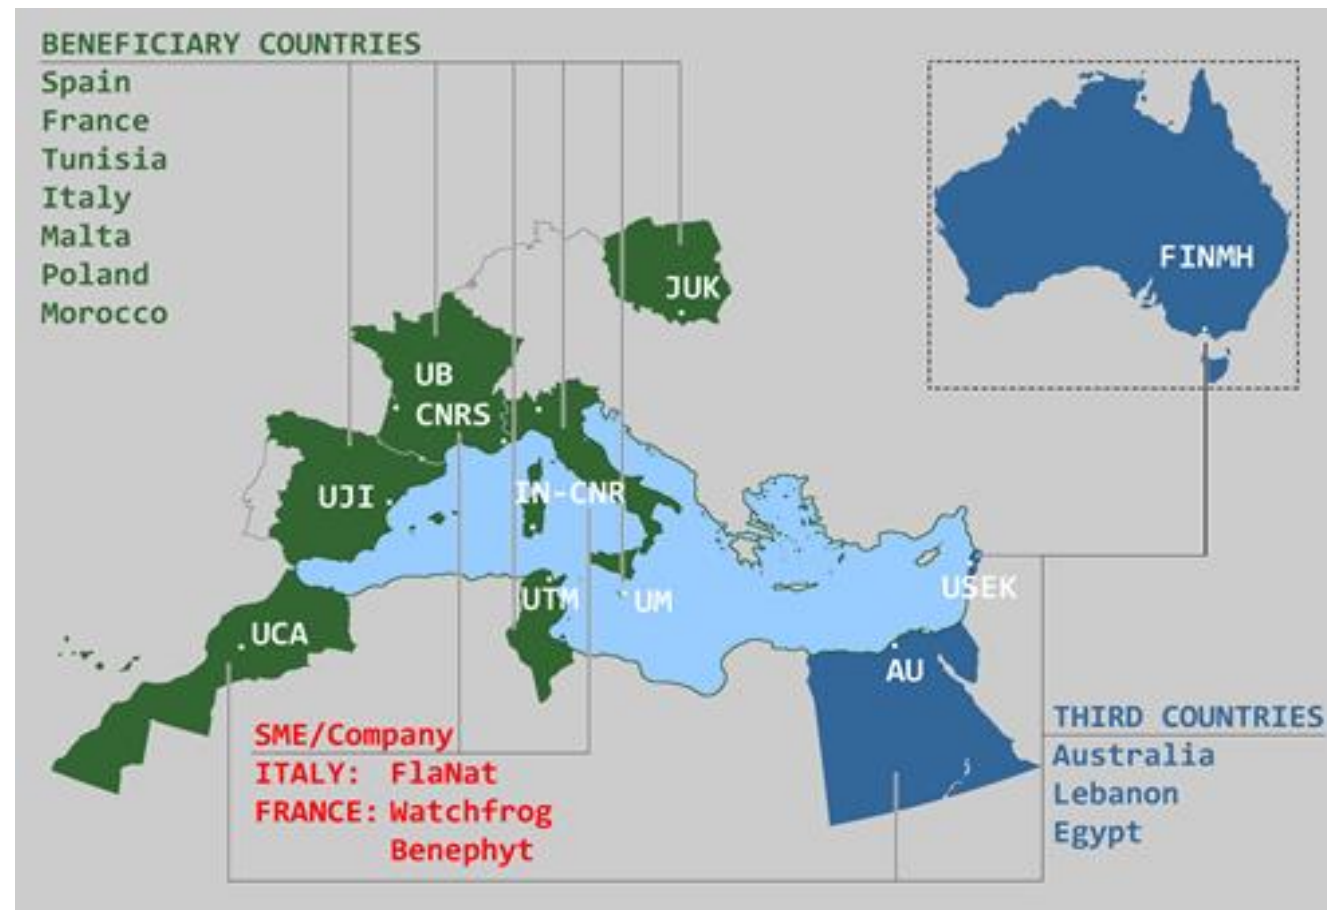 BENEFICIARY COUNTRIES
Spain
France
Tunisia
Italy
Malta
Poland
Morocco
FINMH
JUK
UB
CNRS
UJI
IN-CNR
USEK
UTM
UM
UCA
AU
SME/Company
ITALY: FlaNat
FRANCE: Watchfrog
Benephyt
THIRD COUNTRIES
Australia
Lebanon
Egypt